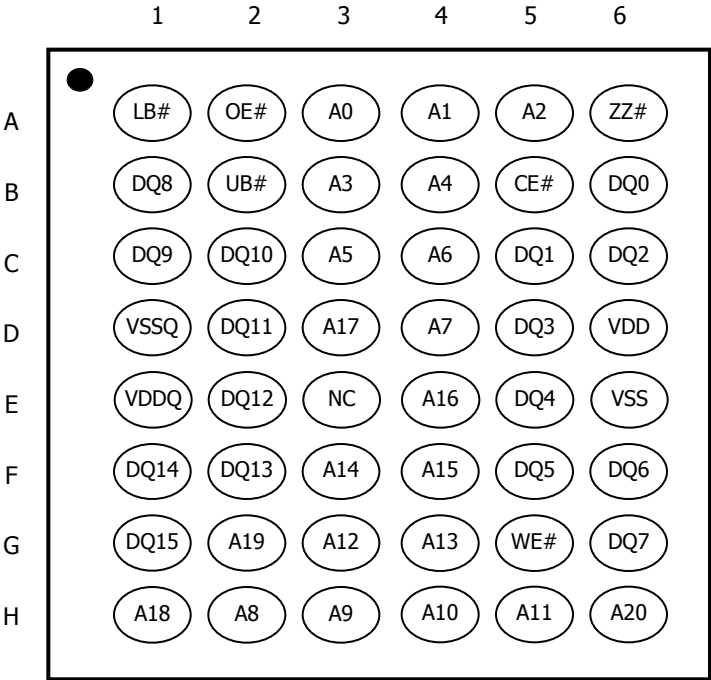 1 2 3 4 5 6
A LB# OE# A0 A1 A2 ZZ#
B DQ8 UB# A3 A4 CE# DQ0
C DQ9 DQ10 A5 A6 DQ1 DQ2
D VSSQ DQ11 A17 A7 DQ3 VDD
E VDDQ DQ12 NC A16 DQ4 VSS
F DQ14 DQ13 A14 A15 DQ5 DQ6
G DQ15 A19 A12 A13 WE# DQ7
H A18 A8 A9 A10 A11 A20